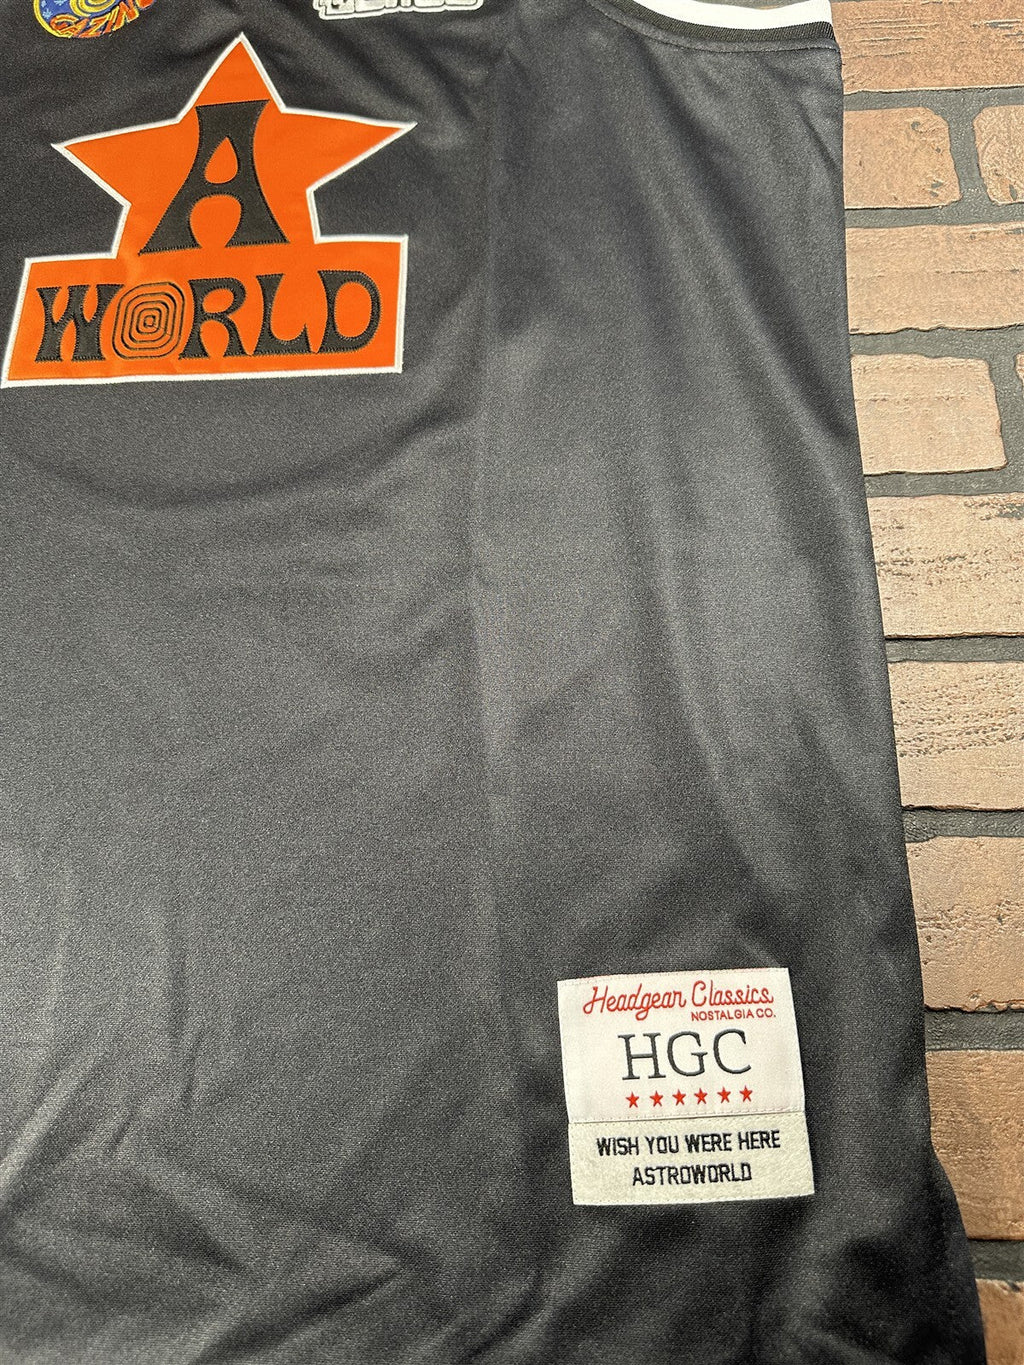 A
WORLD
Headgear Classics
NOSTALGIA CO.
HGC
WISH YOU WERE HERE
ASTROWORLD